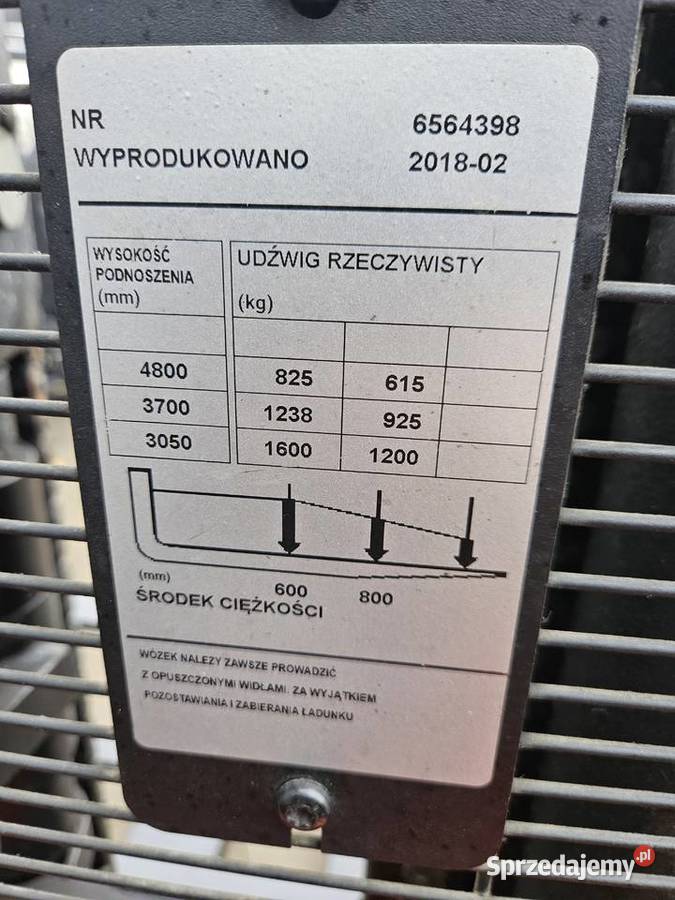 NR 6564398
WYPRODUKOWANO 2018-02
WYSOKOŚĆ
PODNOSZENIA
(mm)
UDŹWIG RZECZYWISTY
(kg)
4800 825 615
3700 1238 925
3050 1600 1200
(mm) 600 800
ŚRODEK CIĘŻKOŚCI
WÓZEK NALEŻY ZAWSZE PROWADZIĆ
Z OPUSZCZONYMI WIDŁAMI. ZA WYJĄTKIEM
POZOSTAWIANIA I ZABIERANIA ŁADUNKU
Sprzedajemy.pl